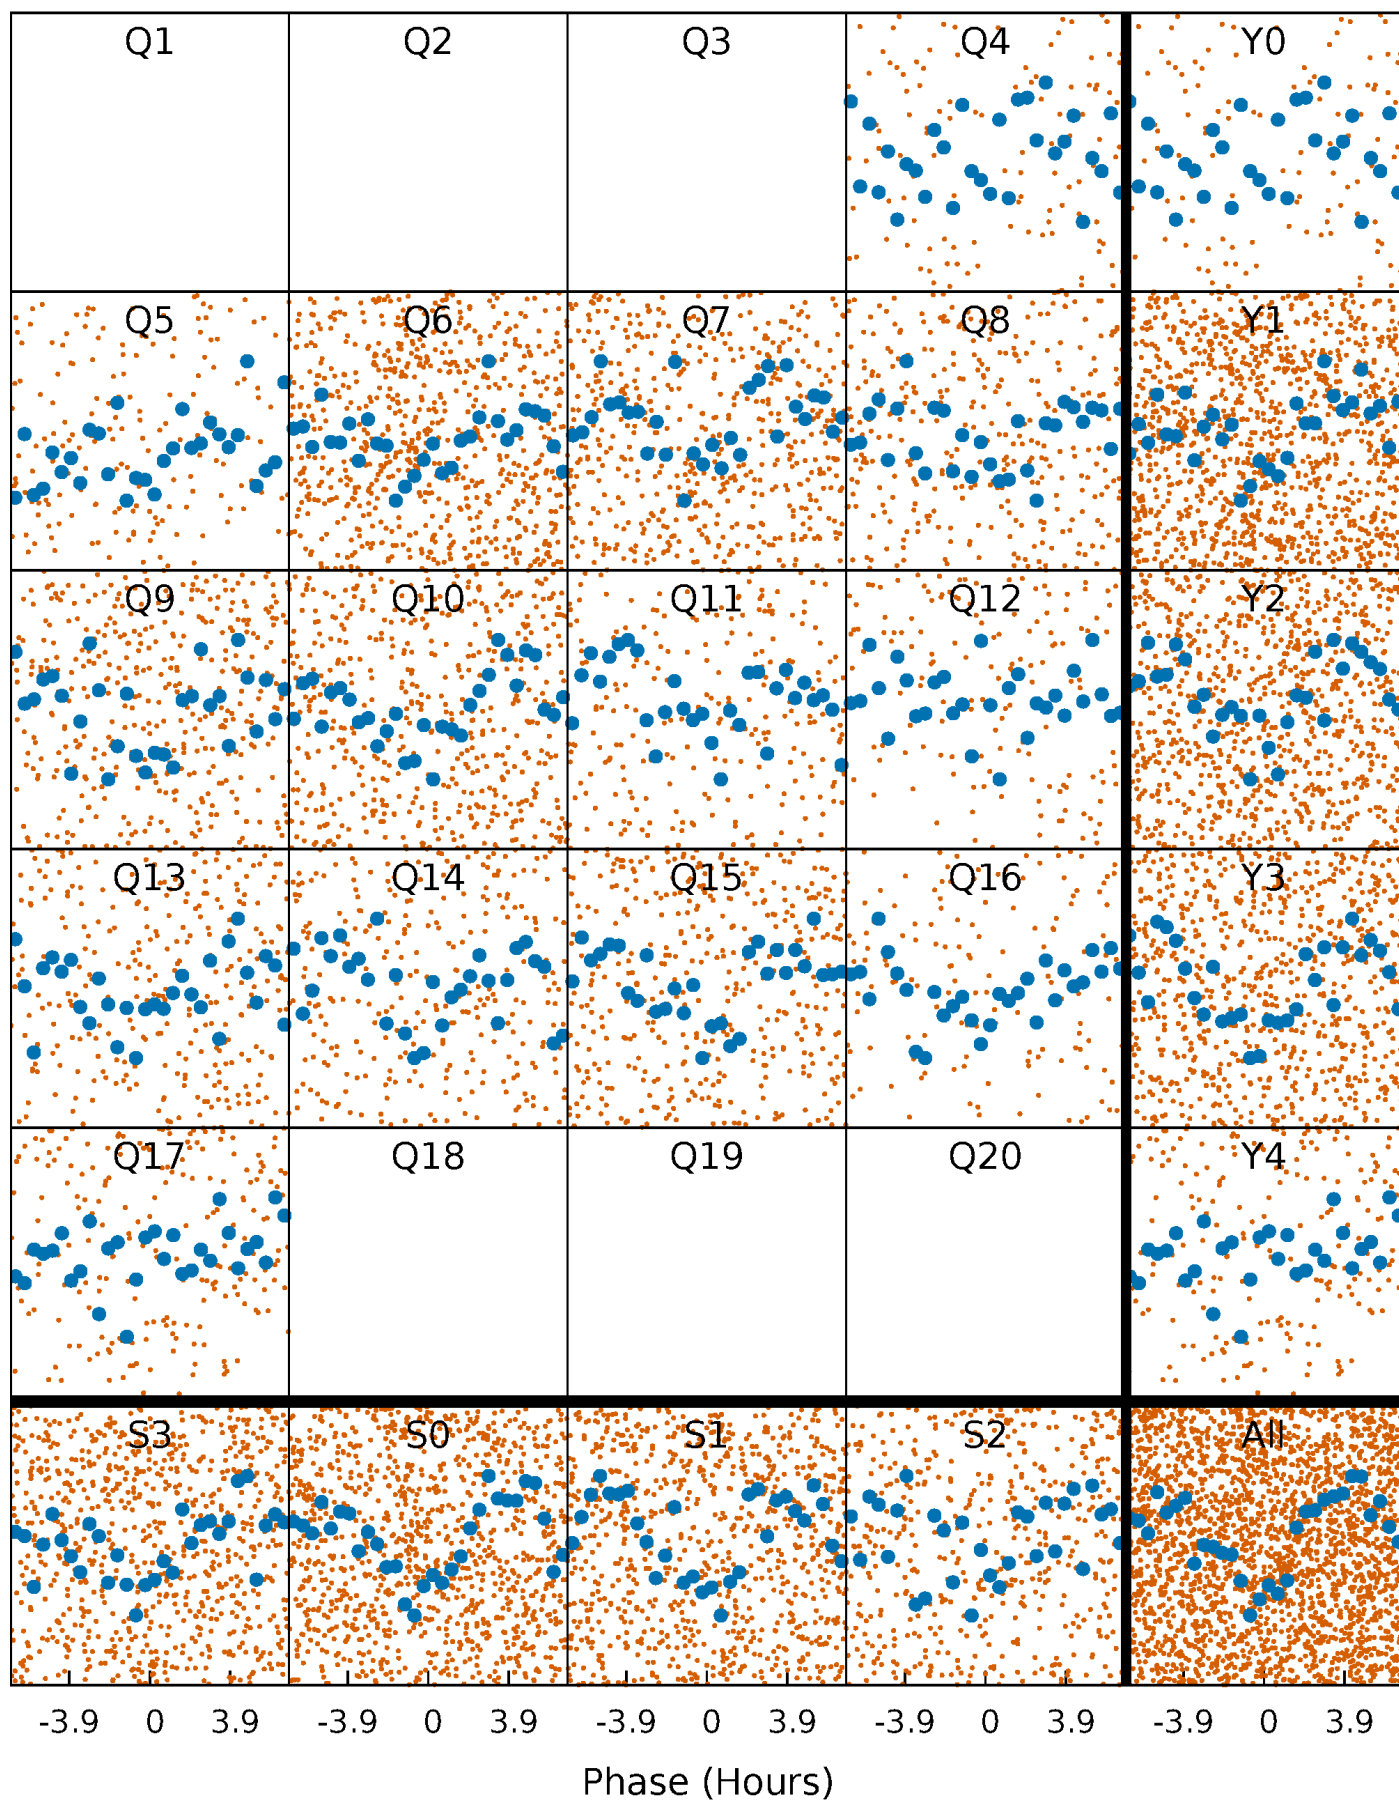 Q1 Q2 Q3 Q4 Y0
Q5 Q6 Q7 Q8 Y1
Q9 Q10 Q11 Q12 Y2
Q13 Q14 Q15 Q16 Y3
Q17 Q18 Q19 Q20 Y4
S3 S0 S1 S2 All
-3.9 0 3.9 -3.9 0 3.9 -3.9 0 3.9 -3.9 0 3.9 -3.9 0 3.9
Phase (Hours)